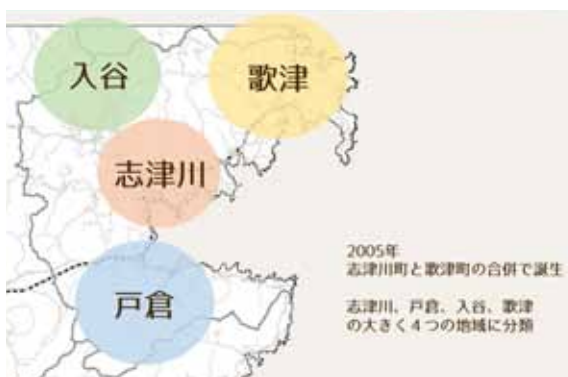 入谷
歌津
志津川
戸倉
2005年
志津川町と歌津町の合併で誕生
志津川、戸倉、入谷、歌津
の大きく４つの地域に分類